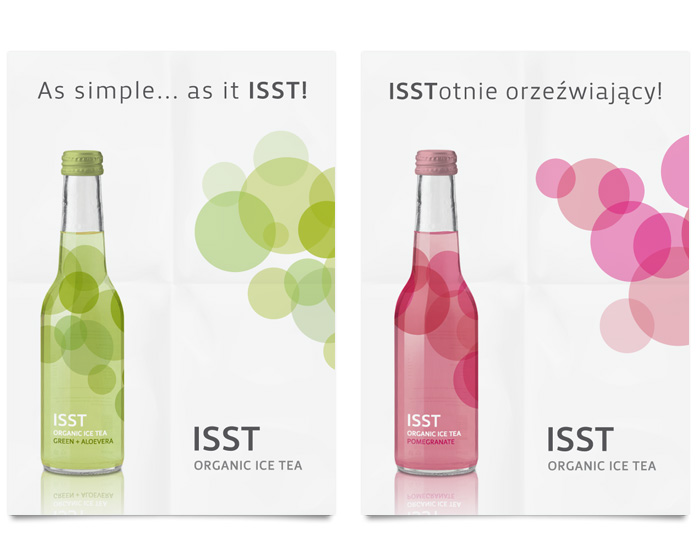 As simple... as it ISST!
ISST
ORGANIC ICE TEA
GREEN + ALOEVERA
ISST
ORGANIC ICE TEA
ISSTotnie orzeźwiający!
ISST
ORGANIC ICE TEA
POMEGRANATE
ISST
ORGANIC ICE TEA